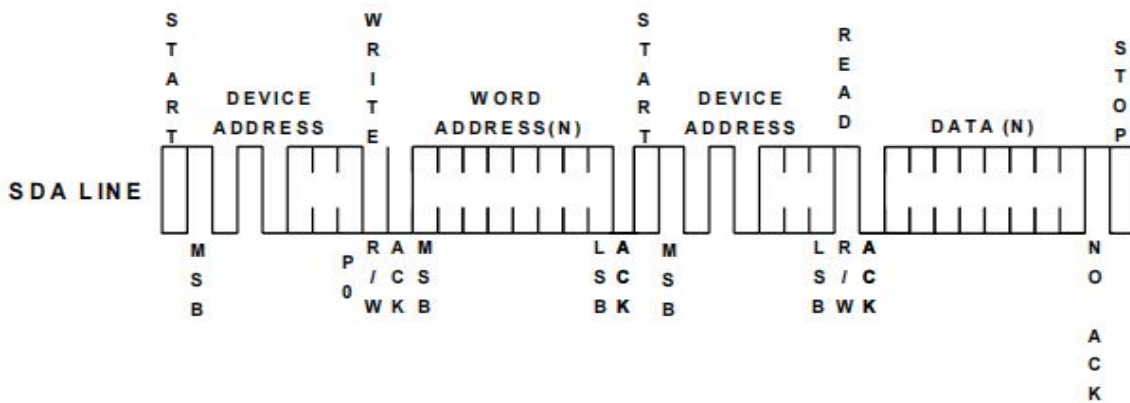 START
WRITE
START
READ
STOP
DEVICE
ADDRESS
WORD
ADDRESS(N)
DEVICE
ADDRESS
DATA (N)
SDA LINE
MSB
P0
R/W
ACK
MSB
LSB
ACK
MSB
LSB
R/W
ACK
NO ACK